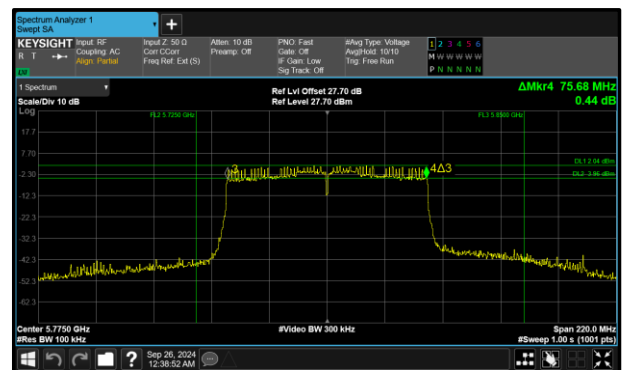 Spectrum Analyzer 1
Swept SA
+
KEYSIGHT Input: RF Input Z: 50 Ω Atten: 10 dB PNO: Fast #Avg Type: Voltage 1 2 3 4 5 6
R T Coupling: AC Corr CCorr Preamp: Off Gate: Off Avg|Hold: 10/10 M W W W W W
Align: Partial Freq Ref: Ext (S) IF Gain: Low Trig: Free Run
Sig Track: Off P N N N N N
1 Spectrum Ref Lvl Offset 27.70 dB ΔMkr4 75.68 MHz
Scale/Div 10 dB Ref Level 27.70 dBm 0.44 dB
Log FL2 5.7250 GHz FL3 5.8500 GHz
17.7
7.70
DL1 2.04 dBm
3 4Δ3
-2.30 DL2 -3.96 dBm
-12.3
-22.3
-32.3
-42.3
-52.3
-62.3
Center 5.7750 GHz #Video BW 300 kHz Span 220.0 MHz
#Res BW 100 kHz #Sweep 1.00 s (1001 pts)
? Sep 26, 2024
12:38:52 AM